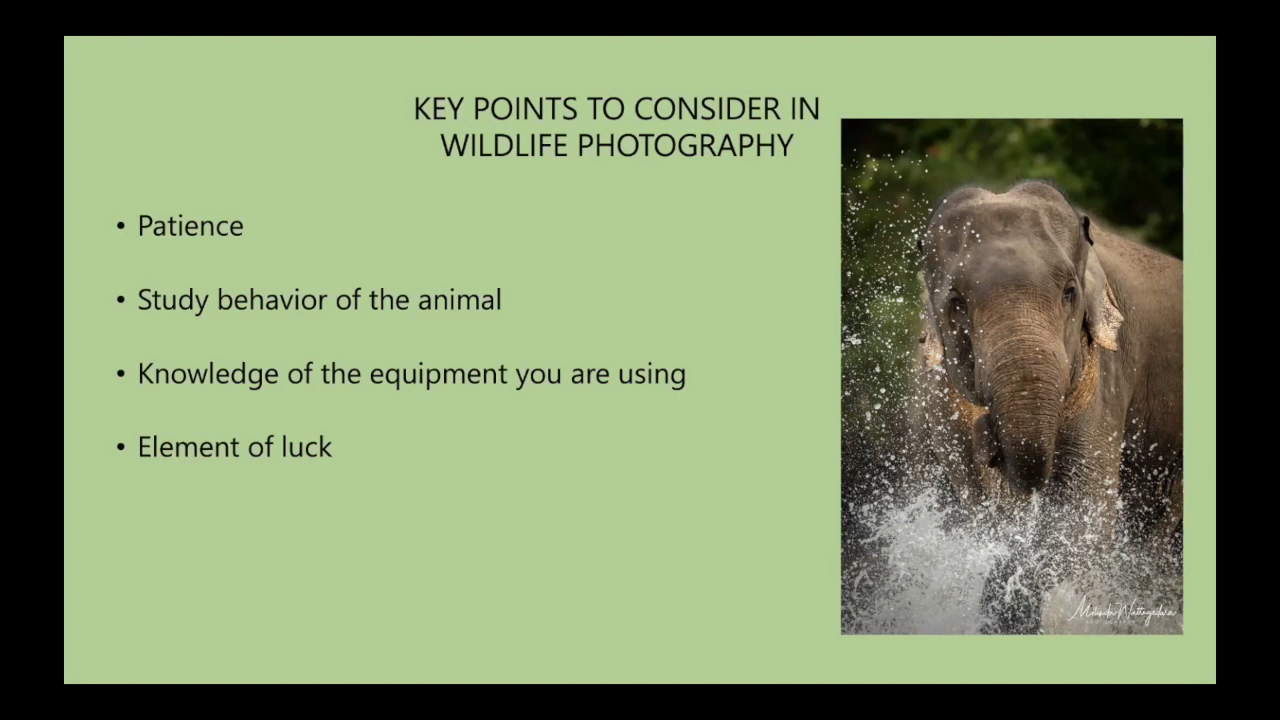 KEY POINTS TO CONSIDER IN
WILDLIFE PHOTOGRAPHY
• Patience
• Study behavior of the animal
• Knowledge of the equipment you are using
• Element of luck